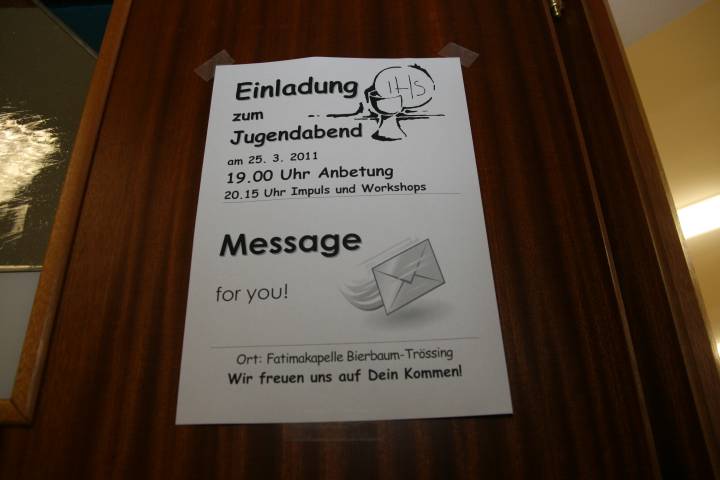 Einladung
zum
Jugendabend
IHS
am 25. 3. 2011
19.00 Uhr Anbetung
20.15 Uhr Impuls und Workshops
Message
for you!
Ort: Fatimakapelle Bierbaum-Trössing
Wir freuen uns auf Dein Kommen!